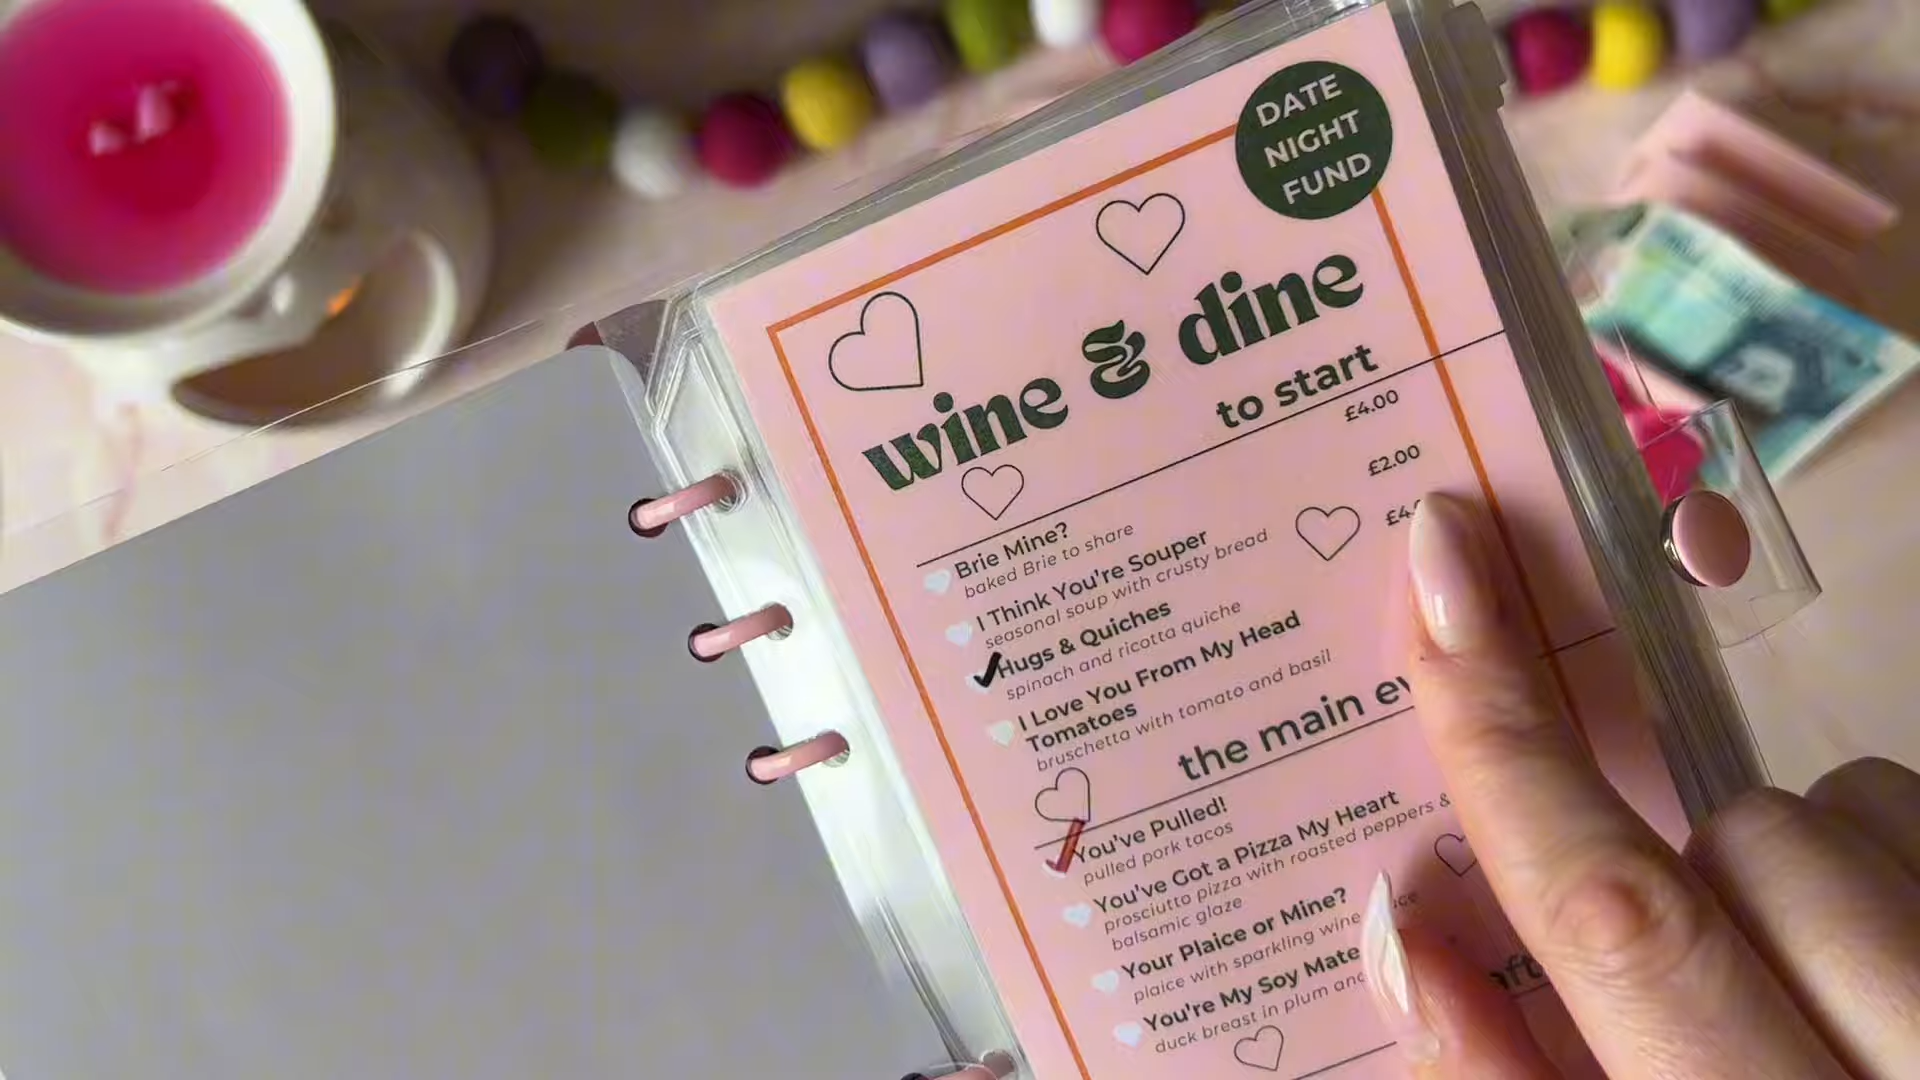 DATE
NIGHT
FUND
wine & dine
to start
£4.00
£2.00
Brie Mine?
baked Brie to share
I Think You're Souper
seasonal soup with crusty bread
Hugs & Quiches
spinach and ricotta quiche
I Love You From My Head
Tomatoes
bruschetta with tomato and basil
the main
You've Pulled!
pulled pork tacos
You've Got a Pizza My Heart
prosciutto pizza with roasted peppers &
balsamic glaze
Your Plaice or Mine?
plaice with sparkling wine
You're My Soy Mate
duck breast in plum and